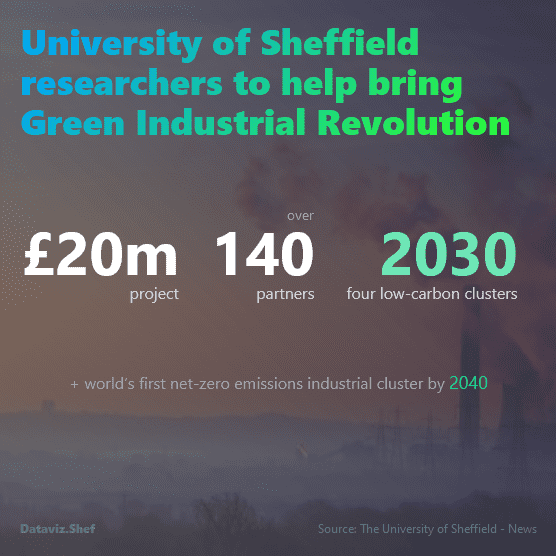 University of Sheffield
researchers to help bring
Green Industrial Revolution
over
£20m 140 2030
project partners four low-carbon clusters
+ world's first net-zero emissions industrial cluster by 2040
Dataviz.Shef Source: The University of Sheffield - News